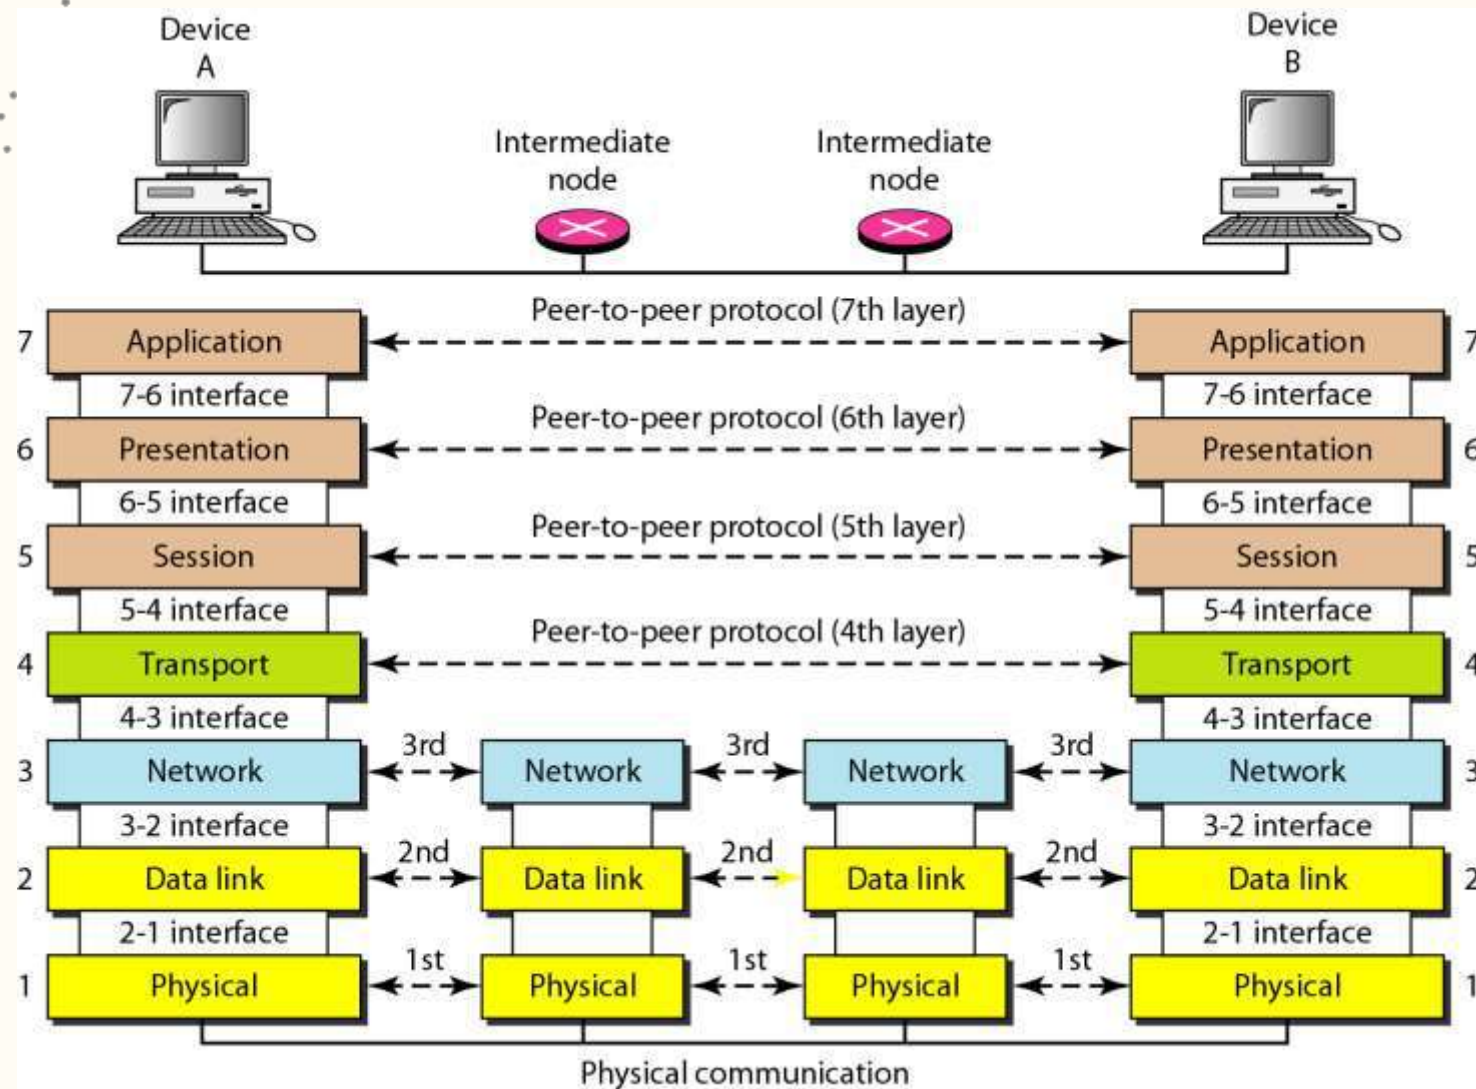 Device
A
Device
B
Intermediate
node
Intermediate
node
Peer-to-peer protocol (7th layer)
7 Application Application 7
7-6 interface 7-6 interface
Peer-to-peer protocol (6th layer)
6 Presentation Presentation 6
6-5 interface 6-5 interface
Peer-to-peer protocol (5th layer)
5 Session Session 5
5-4 interface 5-4 interface
Peer-to-peer protocol (4th layer)
4 Transport Transport 4
4-3 interface 4-3 interface
3rd 3rd 3rd
3 Network Network Network Network 3
3-2 interface 3-2 interface
2nd 2nd 2nd
2 Data link Data link Data link Data link 2
2-1 interface 2-1 interface
1st 1st 1st
1 Physical Physical Physical Physical 1
Physical communication